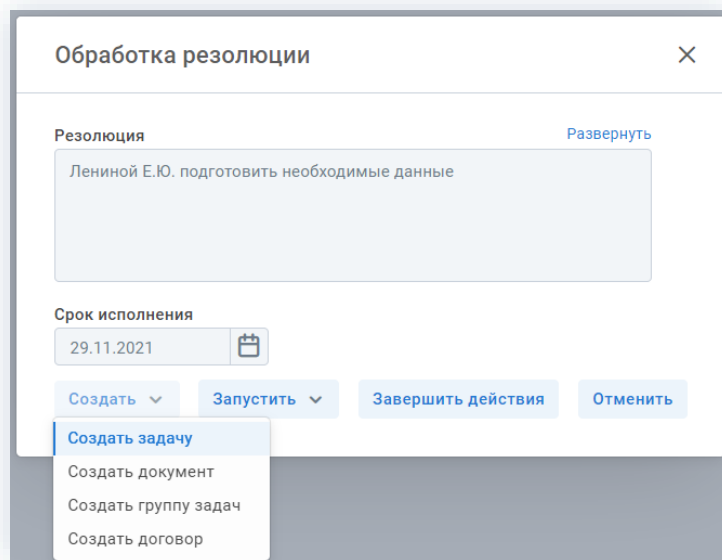 Обработка резолюции
Резолюция Развернуть
Лениной Е.Ю. подготовить необходимые данные
Срок исполнения
29.11.2021
Создать Запустить Завершить действия Отменить
Создать задачу
Создать документ
Создать группу задач
Создать договор